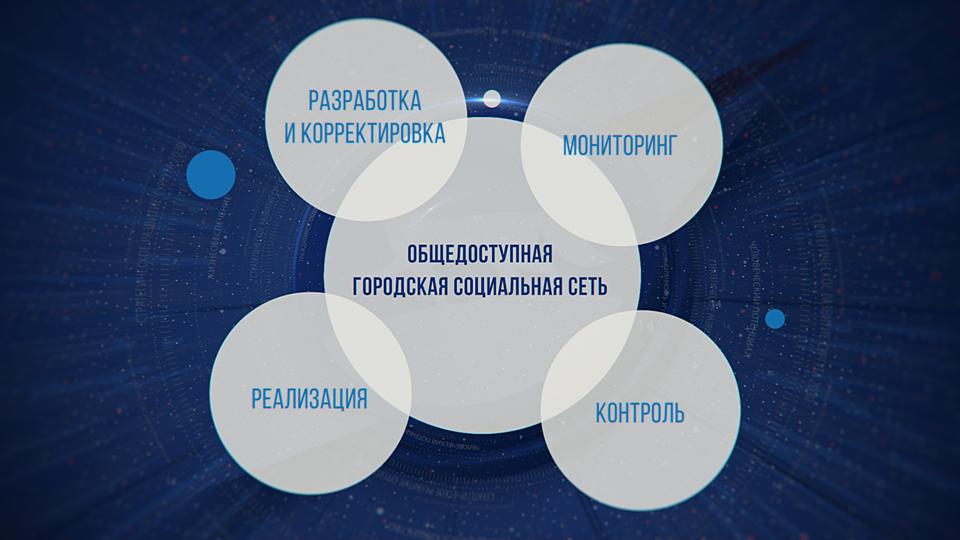 РАЗРАБОТКА
И КОРРЕКТИРОВКА
МОНИТОРИНГ
ОБЩЕДОСТУПНАЯ
ГОРОДСКАЯ СОЦИАЛЬНАЯ СЕТЬ
РЕАЛИЗАЦИЯ
КОНТРОЛЬ